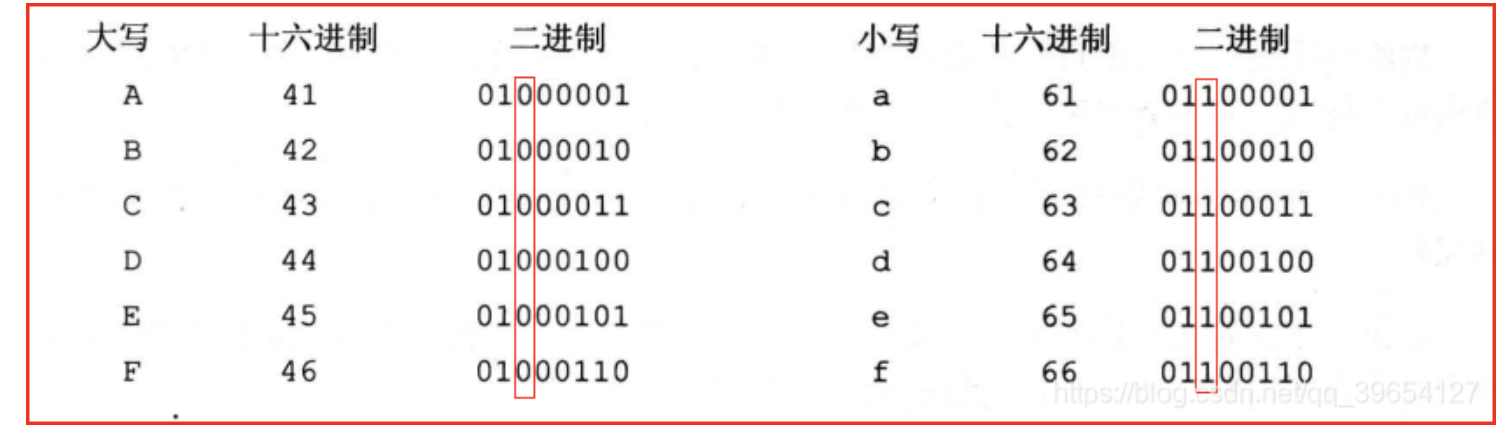 大写 十六进制 二进制 小写 十六进制 二进制
A 41 01000001 a 61 01100001
B 42 01000010 b 62 01100010
C 43 01000011 c 63 01100011
D 44 01000100 d 64 01100100
E 45 01000101 e 65 01100101
F 46 01000110 f 66 01100110
https://blog.csdn.net/qq_39654127